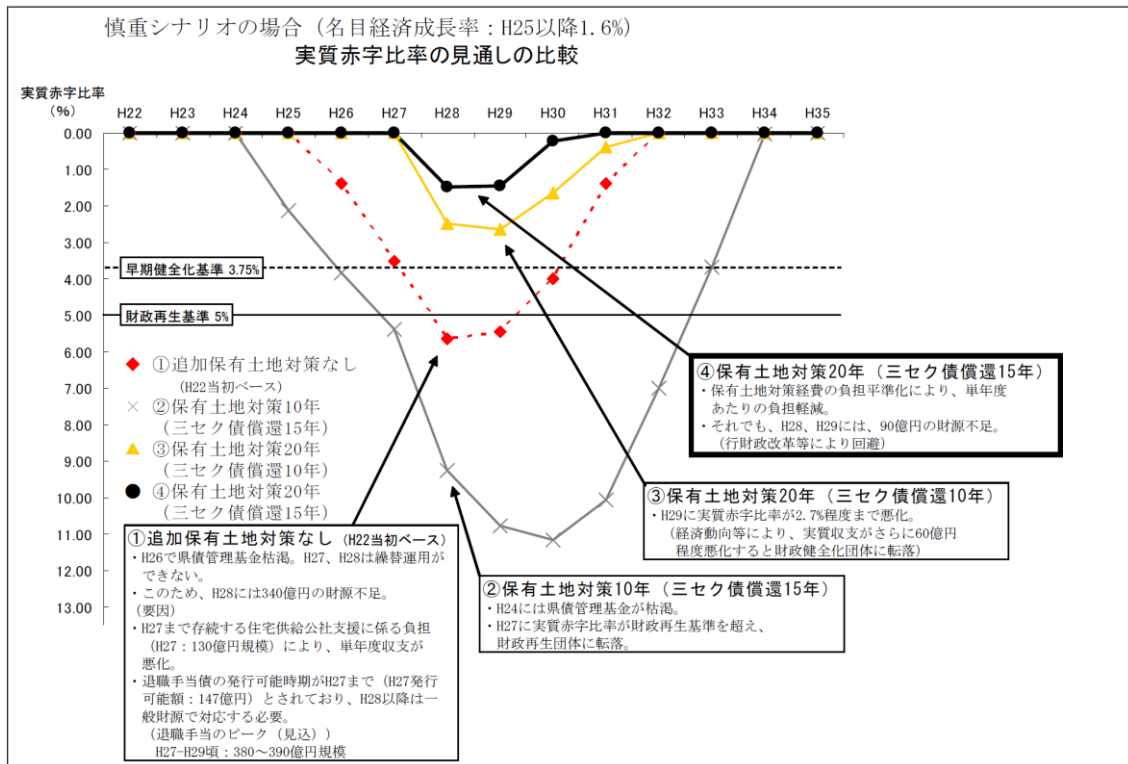 慎重シナリオの場合（名目経済成長率：H25以降1.6%）
実質赤字比率の見通しの比較
実質赤字比率
（%）
H22 H23 H24 H25 H26 H27 H28 H29 H30 H31 H32 H33 H34 H35
0.00
1.00
2.00
3.00
早期健全化基準 3.75%
4.00
財政再生基準 5%
5.00
6.00
7.00
8.00
9.00
10.00
11.00
12.00
13.00
①追加保有土地対策なし
（H22当初ベース）
②保有土地対策10年
（三セク債償還15年）
③保有土地対策20年
（三セク債償還10年）
④保有土地対策20年
（三セク債償還15年）
④保有土地対策20年（三セク債償還15年）
・保有土地対策経費の負担平準化により、単年度
あたりの負担軽減。
・それでも、H28、H29には、90億円の財源不足。
（行財政改革等により回避）
③保有土地対策20年（三セク債償還10年）
・H29に実質赤字比率が2.7%程度まで悪化。
（経済動向等により、実質収支がさらに60億円
程度悪化すると財政健全化団体に転落）
②保有土地対策10年（三セク債償還15年）
・H24には県債管理基金が枯渇。
・H27に実質赤字比率が財政再生基準を超え、
財政再生団体に転落。
①追加保有土地対策なし（H22当初ベース）
・H26で県債管理基金枯渇。H27、H28は繰替運用が
できない。
・このため、H28には340億円の財源不足。
（要因）
・H27まで存続する住宅供給公社支援に係る負担
（H27：130億円規模）により、単年度収支が
悪化。
・退職手当債の発行可能時期がH27まで（H27発行
可能額：147億円）とされており、H28以降は一
般財源で対応する必要。
（退職手当のピーク（見込））
H27-H29頃：380～390億円規模